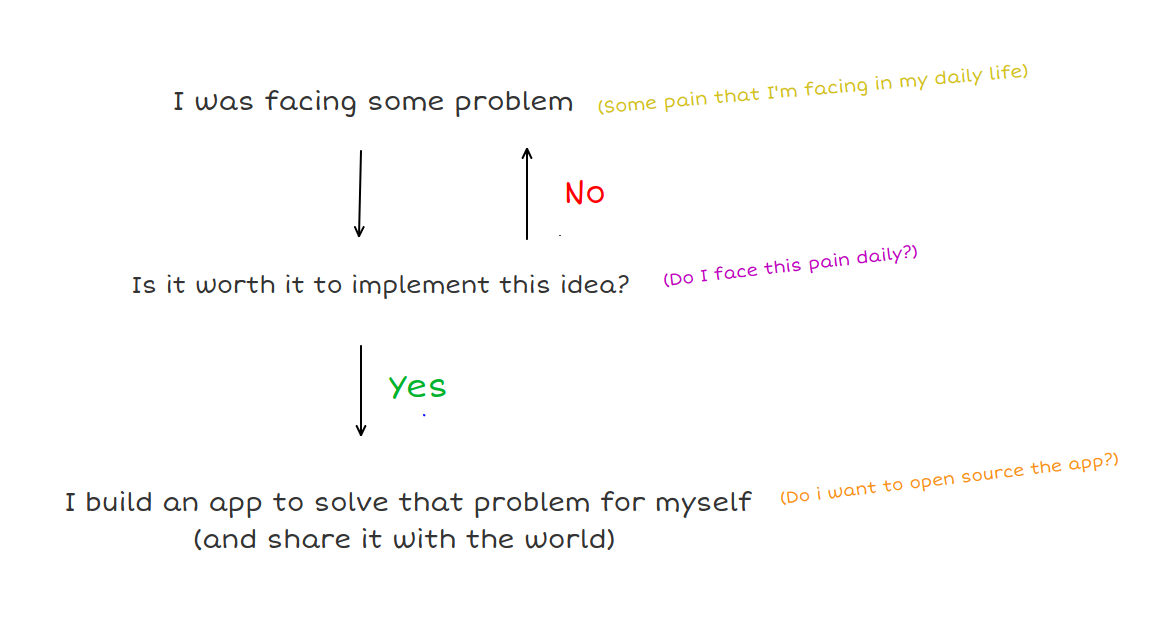 I was facing some problem (Some pain that I'm facing in my daily life)
No
Is it worth it to implement this idea? (Do I face this pain daily?)
Yes
I build an app to solve that problem for myself (Do i want to open source the app?)
(and share it with the world)